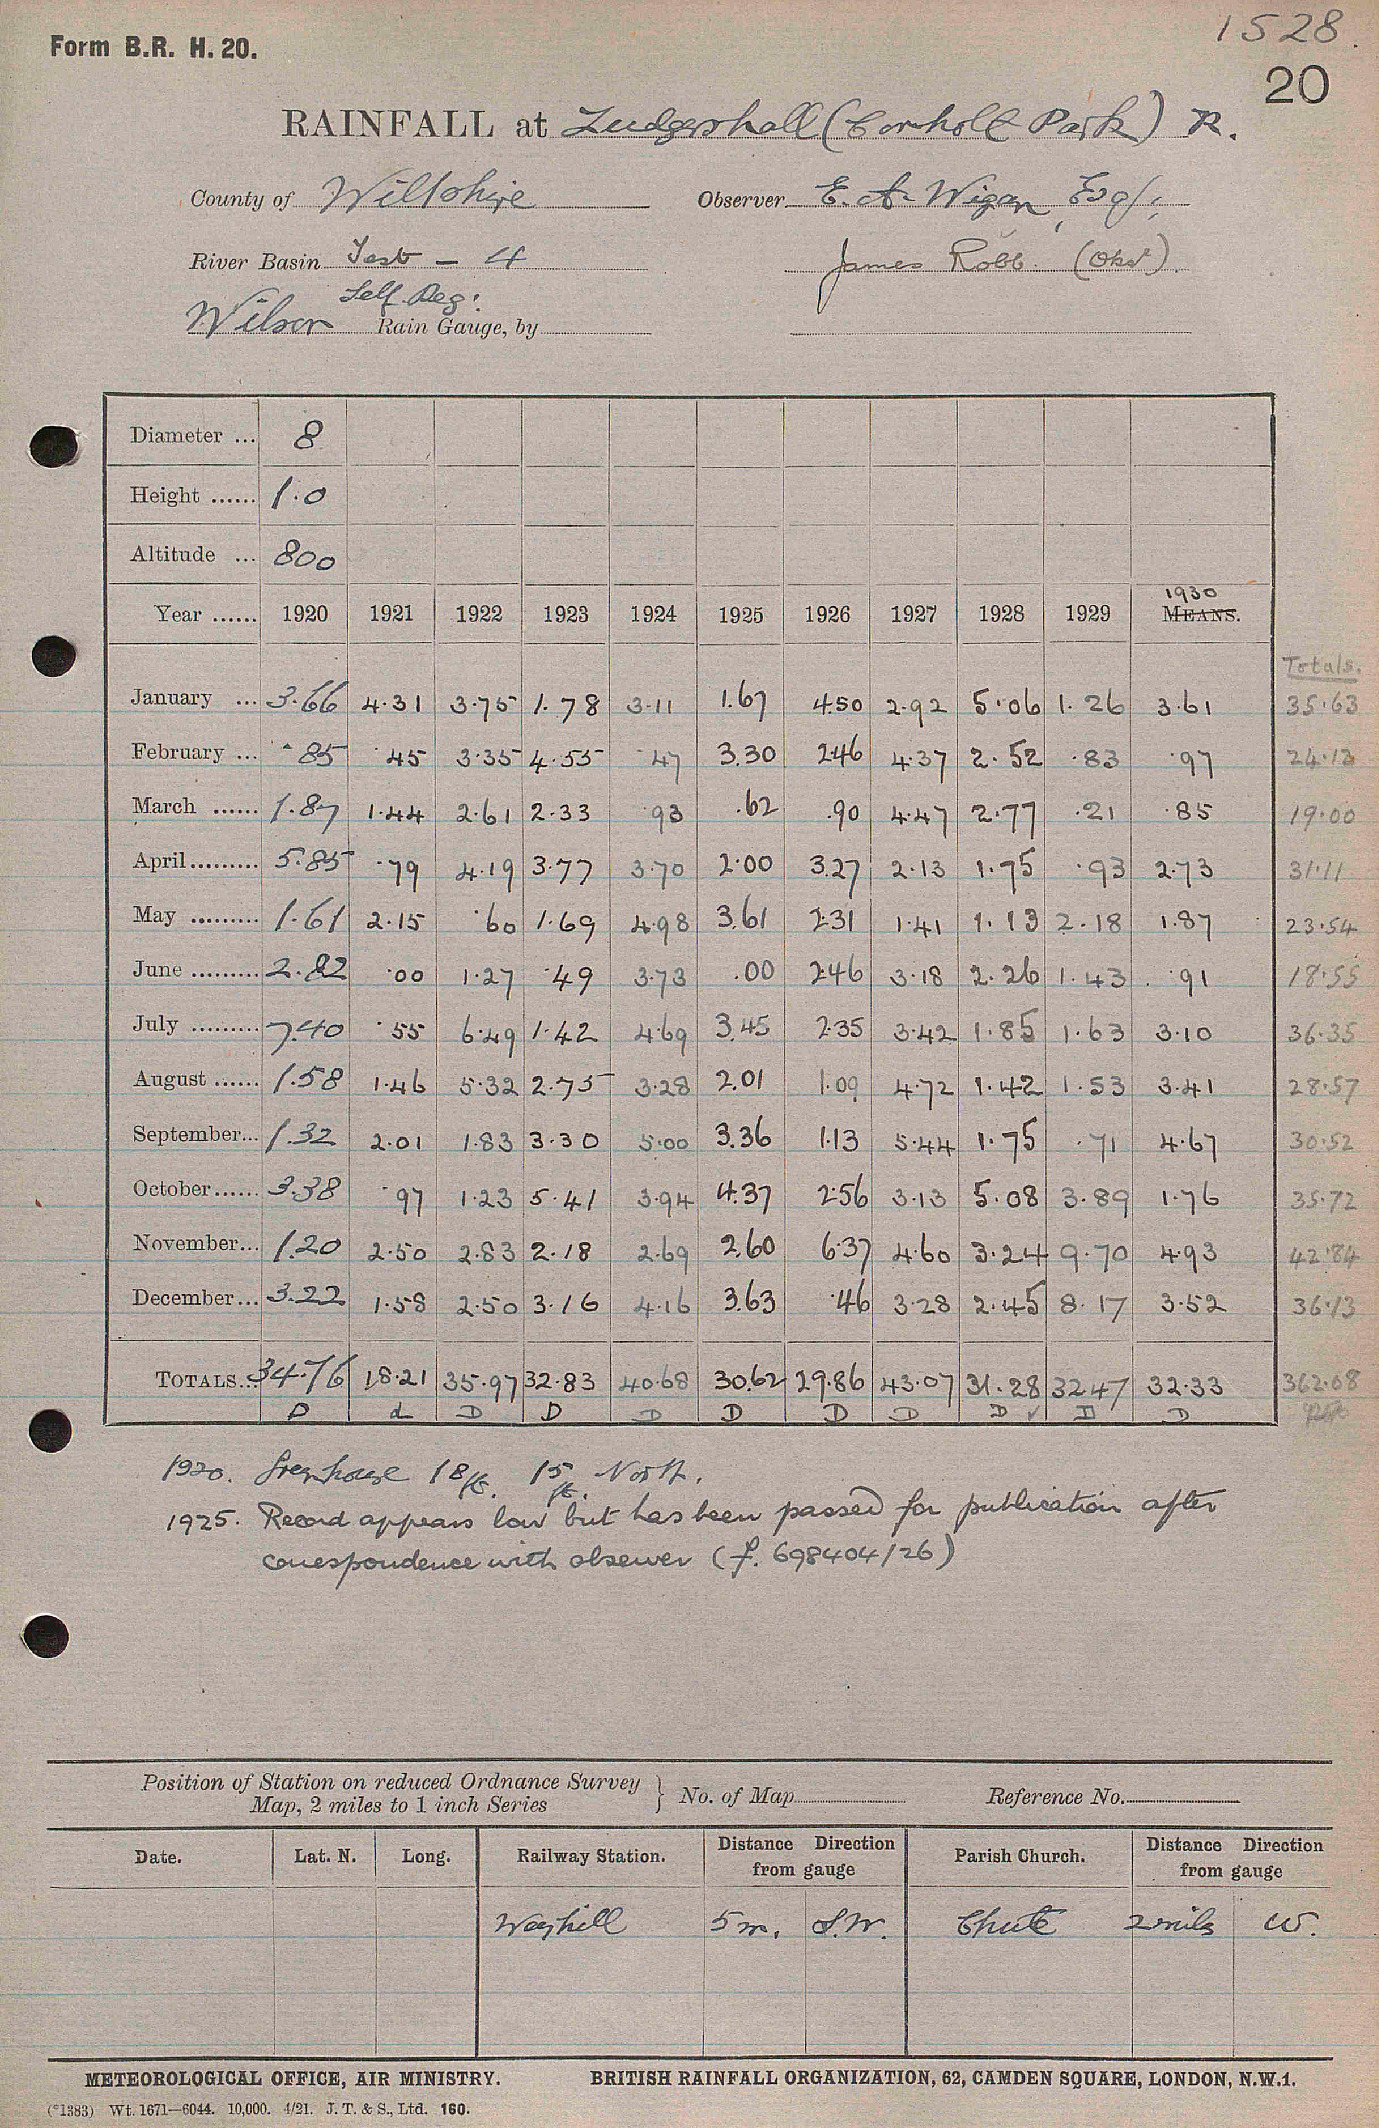 1528.
Form B.R. H. 20.
20
RAINFALL at Ludgershall (Conholt Park) R.
County of Wiltshire Observer E. A. Wigan, Esq.,
River Basin Test - 4 James Robb (Obsr).
Self Reg:
Wilson Rain Gauge, by
Diameter ... 8
Height ...... 1.0
Altitude ... 800
1930
Year ...... 1920 1921 1922 1923 1924 1925 1926 1927 1928 1929 MEANS.
Totals.
January ... 3.66 4.31 3.75 1.78 3.11 1.67 4.50 2.92 5.06 1.26 3.61 35.63
February ... .85 .45 3.35 4.55 .47 3.30 2.46 4.37 2.52 .83 .97 24.12
March ...... 1.87 1.44 2.61 2.33 .93 .62 .90 4.47 2.77 .21 .85 19.00
April ......... 5.85 .79 4.19 3.77 3.70 2.00 3.27 2.13 1.75 .93 2.73 31.11
May ......... 1.61 2.15 .60 1.69 4.98 3.61 2.31 1.41 1.13 2.18 1.87 23.54
June ......... 2.82 .00 1.27 .49 3.73 .00 2.46 3.18 2.26 1.43 .91 18.55
July ......... 7.40 .55 6.49 1.42 4.69 3.45 2.35 3.42 1.85 1.63 3.10 36.35
August ...... 1.58 1.46 5.32 2.75 3.28 2.01 1.09 4.72 1.42 1.53 3.41 28.57
September... 1.32 2.01 1.83 3.30 5.00 3.36 1.13 5.44 1.75 .71 4.67 30.52
October...... 3.38 .97 1.23 5.41 3.94 4.37 2.56 3.13 5.08 3.89 1.76 35.72
November... 1.20 2.50 2.83 2.18 2.69 2.60 6.37 4.60 3.24 9.70 4.93 42.84
December... 3.22 1.58 2.50 3.16 4.16 3.63 .46 3.28 2.45 8.17 3.52 36.13
TOTALS... 34.76 18.21 35.97 32.83 40.68 30.62 29.86 43.07 31.28 32.47 32.33 362.08
D d D D D D D D D ✓ D D
1920. Greenhouse 18 ft. 15 ft. North.
1925. Record appears low but has been passed for publication after
correspondence with observer (f. 698404/26)
Position of Station on reduced Ordnance Survey
Map, 2 miles to 1 inch Series } No. of Map Reference No.
Date. Lat. N. Long. Railway Station. Distance Direction from gauge Parish Church. Distance Direction from gauge
Weyhill 5 m. S.W. Chute 2 miles W.
METEOROLOGICAL OFFICE, AIR MINISTRY. BRITISH RAINFALL ORGANIZATION, 62, CAMDEN SQUARE, LONDON, N.W.1.
(*1383) Wt. 1671—6044. 10,000. 4/21. J. T. & S., Ltd. 160.